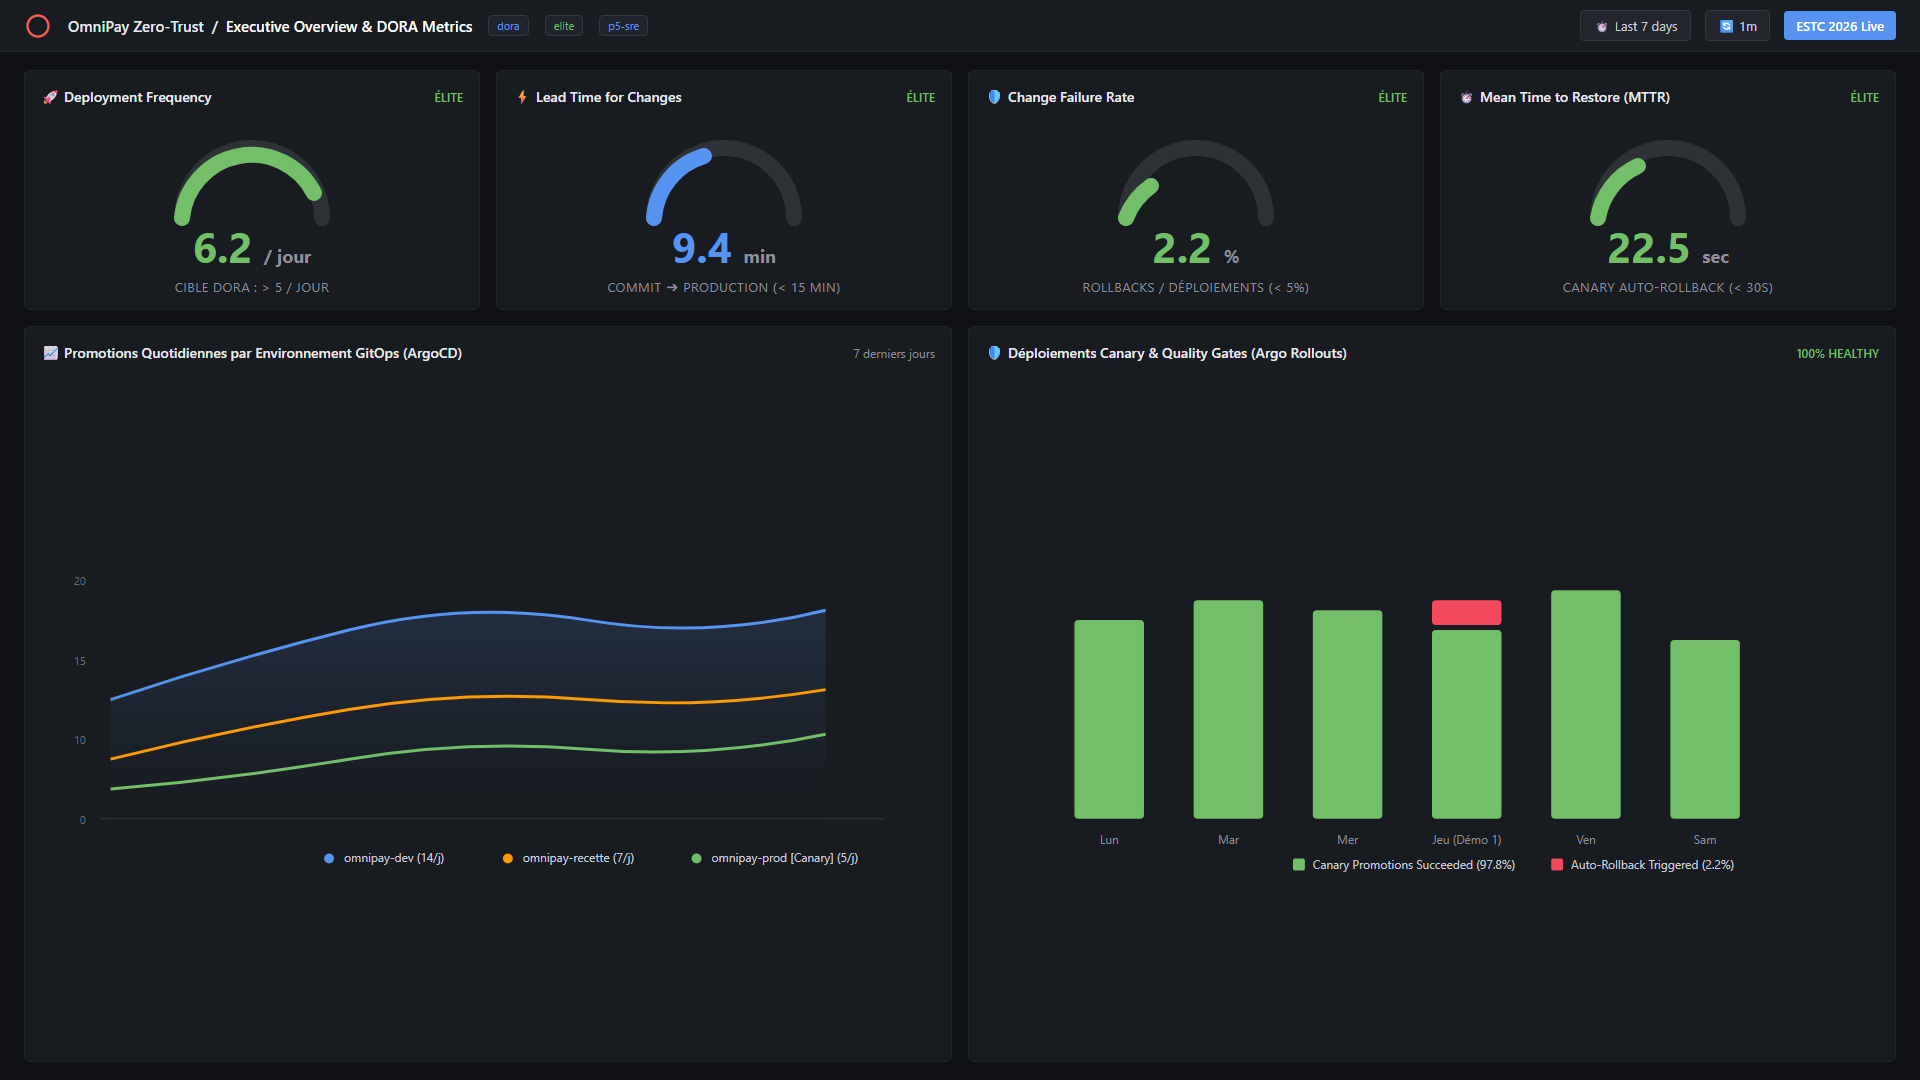 OmniPay Zero-Trust / Executive Overview & DORA Metrics dora elite p5-sre Last 7 days 1m ESTC 2026 Live
Deployment Frequency ÉLITE
6.2 / jour
CIBLE DORA : > 5 / JOUR
Lead Time for Changes ÉLITE
9.4 min
COMMIT ➔ PRODUCTION (< 15 MIN)
Change Failure Rate ÉLITE
2.2 %
ROLLBACKS / DÉPLOIEMENTS (< 5%)
Mean Time to Restore (MTTR) ÉLITE
22.5 sec
CANARY AUTO-ROLLBACK (< 30S)
Promotions Quotidiennes par Environnement GitOps (ArgoCD) 7 derniers jours
20
15
10
0
omnipay-dev (14/j) omnipay-recette (7/j) omnipay-prod [Canary] (5/j)
Déploiements Canary & Quality Gates (Argo Rollouts) 100% HEALTHY
Lun Mar Mer Jeu (Démo 1) Ven Sam
Canary Promotions Succeeded (97.8%) Auto-Rollback Triggered (2.2%)